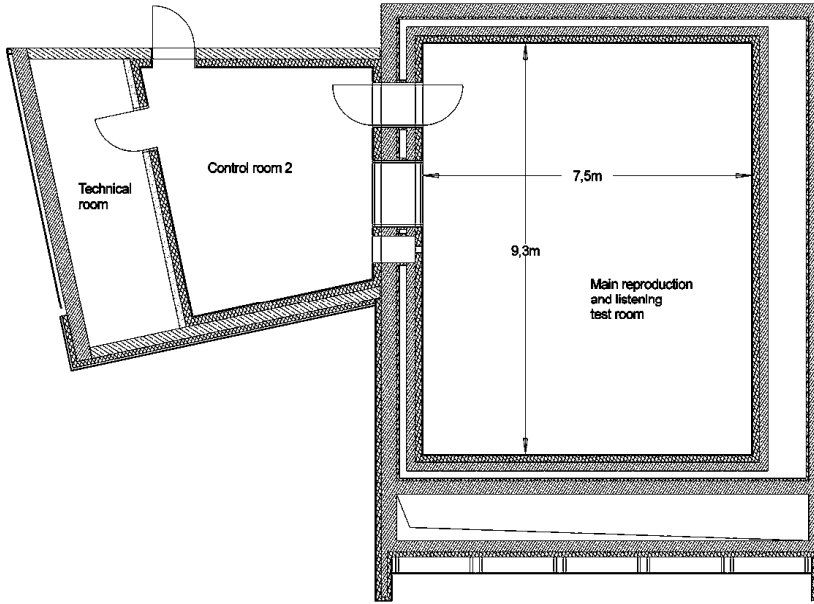 Control room 2
Technical
room
7,5m
9,3m
Main reproduction
and listening
test room